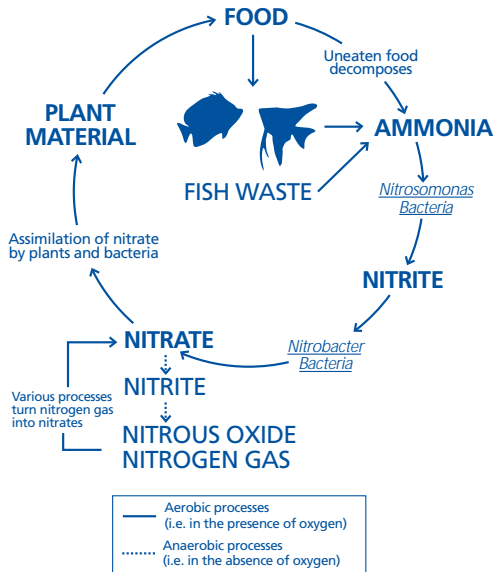 FOOD
Uneaten food
decomposes
PLANT
MATERIAL
AMMONIA
FISH WASTE
Nitrosomonas
Bacteria
Assimilation of nitrate
by plants and bacteria
NITRITE
NITRATE
Nitrobacter
Bacteria
NITRITE
Various processes
turn nitrogen gas
into nitrates
NITROUS OXIDE
NITROGEN GAS
Aerobic processes
(i.e. in the presence of oxygen)
Anaerobic processes
(i.e. in the absence of oxygen)